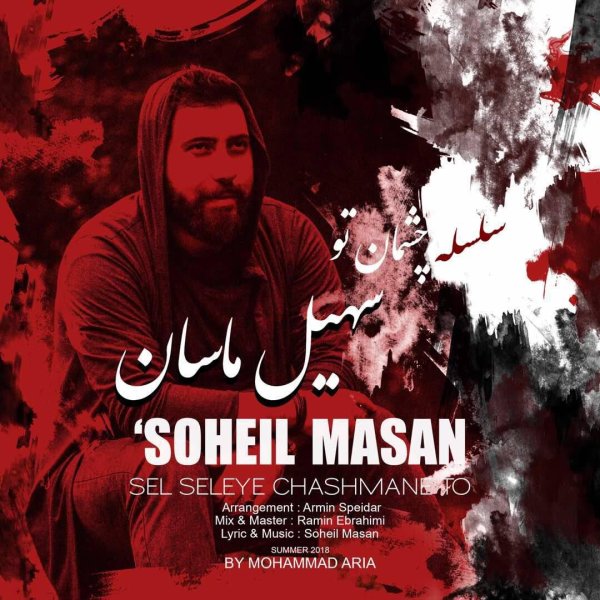 سلسله چشمان تو
سهیل ماسان
‘SOHEIL MASAN
SEL SELEYE CHASHMANE TO
Arrangement : Armin Speidar
Mix & Master : Ramin Ebrahimi
Lyric & Music : Soheil Masan
SUMMER 2018
BY MOHAMMAD ARIA